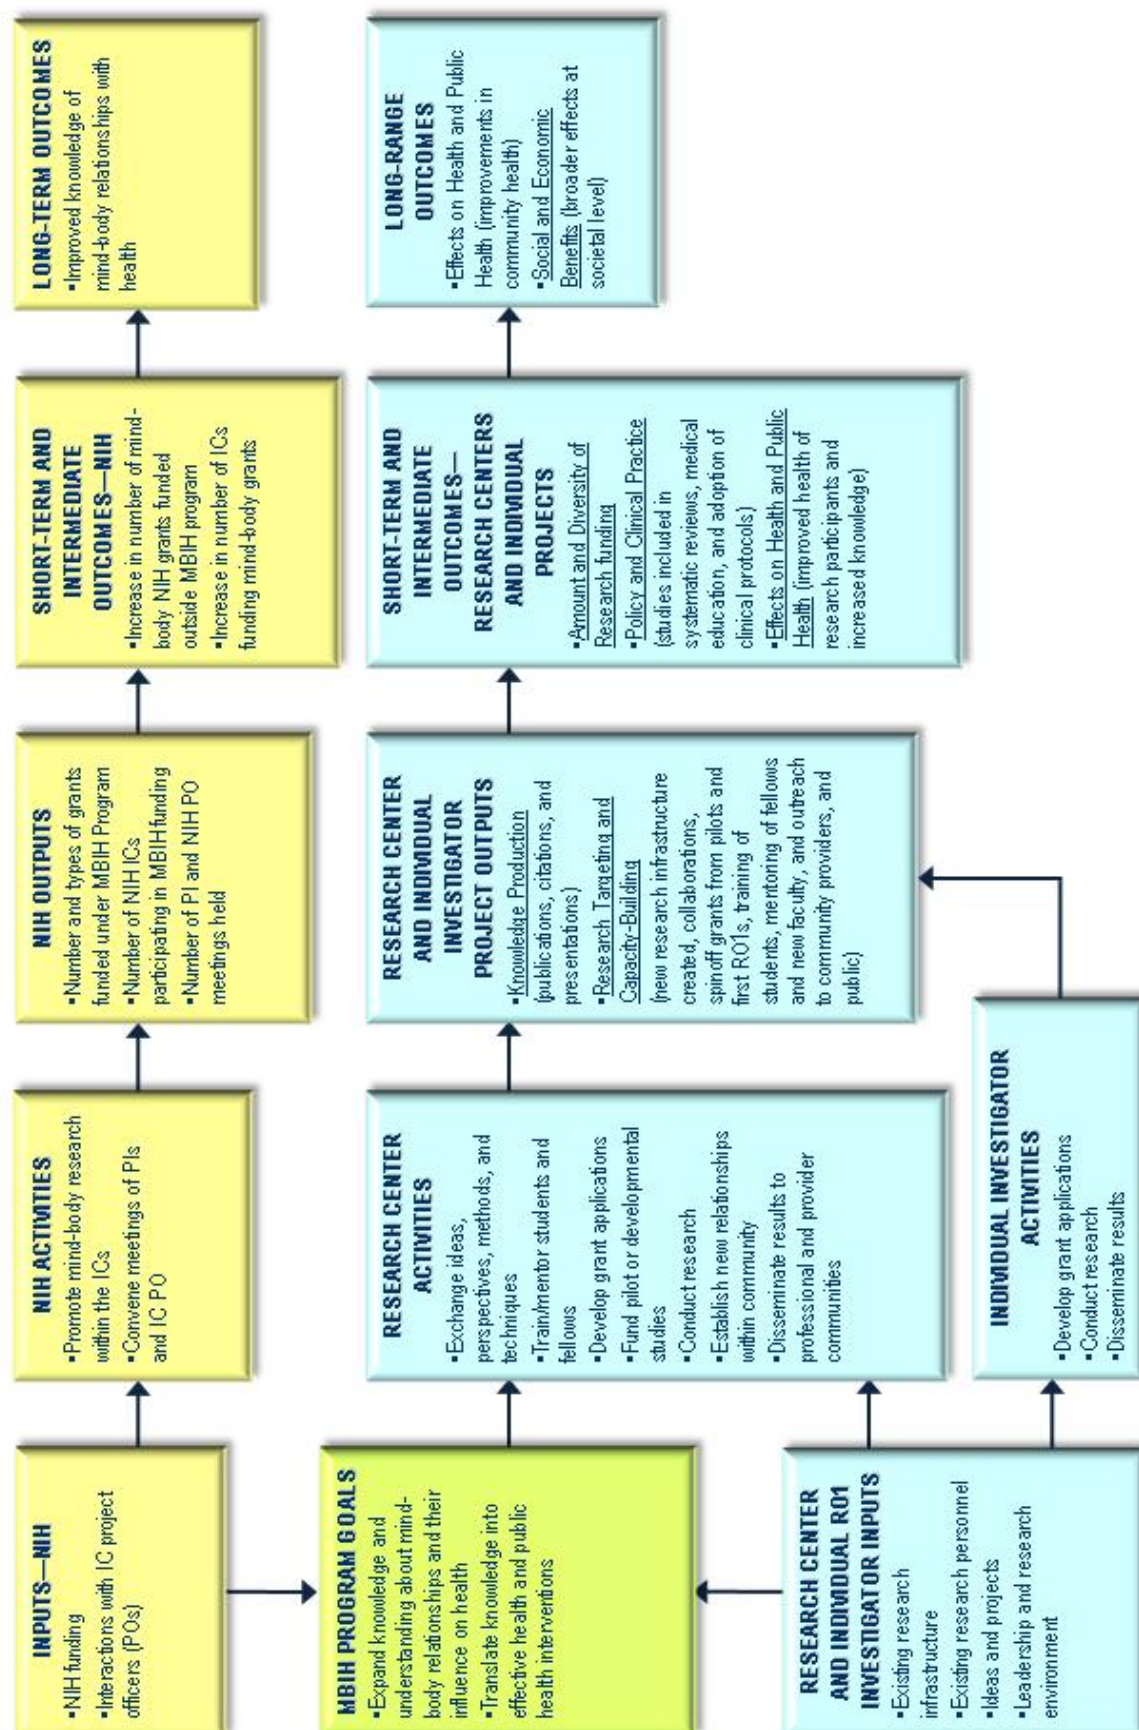 INPUTS—NIH
▪NIH funding
▪Interactions with IC project
officers (POs)
NIH ACTIVITIES
▪Promote mind-body research
within the ICs
▪Convene meetings of PIs
and IC PO
NIH OUTPUTS
▪Number and types of grants
funded under MBIH Program
▪Number of NIH ICs
participating in MBIH funding
▪Number of PI and NIH PO
meetings held
SHORT-TERM AND
INTERMEDIATE
OUTCOMES—NIH
▪Increase in number of mind-
body NIH grants funded
outside MBIH program
▪Increase in number of ICs
funding mind-body grants
LONG-TERM OUTCOMES
▪Improved knowledge of
mind-body relationships with
health
MBIH PROGRAM GOALS
▪Expand knowledge and
understanding about mind-
body relationships and their
influence on health
▪Translate knowledge into
effective health and public
health interventions
RESEARCH CENTER
ACTIVITIES
▪Exchange ideas,
perspectives, methods, and
techniques
▪Train/mentor students and
fellows
▪Develop grant applications
▪Fund pilot or developmental
studies
▪Conduct research
▪Establish new relationships
within community
▪Disseminate results to
professional and provider
communities
RESEARCH CENTER
AND INDIVIDUAL
INVESTIGATOR
PROJECT OUTPUTS
▪Knowledge Production
(publications, citations, and
presentations)
▪Research Targeting and
Capacity-Building
(new research infrastructure
created, collaborations,
spinoff grants from pilots and
first RO1s, training of
students, mentoring of fellows
and new faculty, and outreach
to community providers, and
public)
SHORT-TERM AND
INTERMEDIATE
OUTCOMES—
RESEARCH CENTERS
AND INDIVIDUAL
PROJECTS
▪Amount and Diversity of
Research funding
▪Policy and Clinical Practice
(studies included in
systematic reviews, medical
education, and adoption of
clinical protocols)
▪Effects on Health and Public
Health (improved health of
research participants and
increased knowledge)
LONG-RANGE
OUTCOMES
▪Effects on Health and Public
Health (improvements in
community health)
▪Social and Economic
Benefits (broader effects at
societal level)
RESEARCH CENTER
AND INDIVIDUAL RO1
INVESTIGATOR INPUTS
▪Existing research
infrastructure
▪Existing research personnel
▪Ideas and projects
▪Leadership and research
environment
INDIVIDUAL INVESTIGATOR
ACTIVITIES
▪Develop grant applications
▪Conduct research
▪Disseminate results